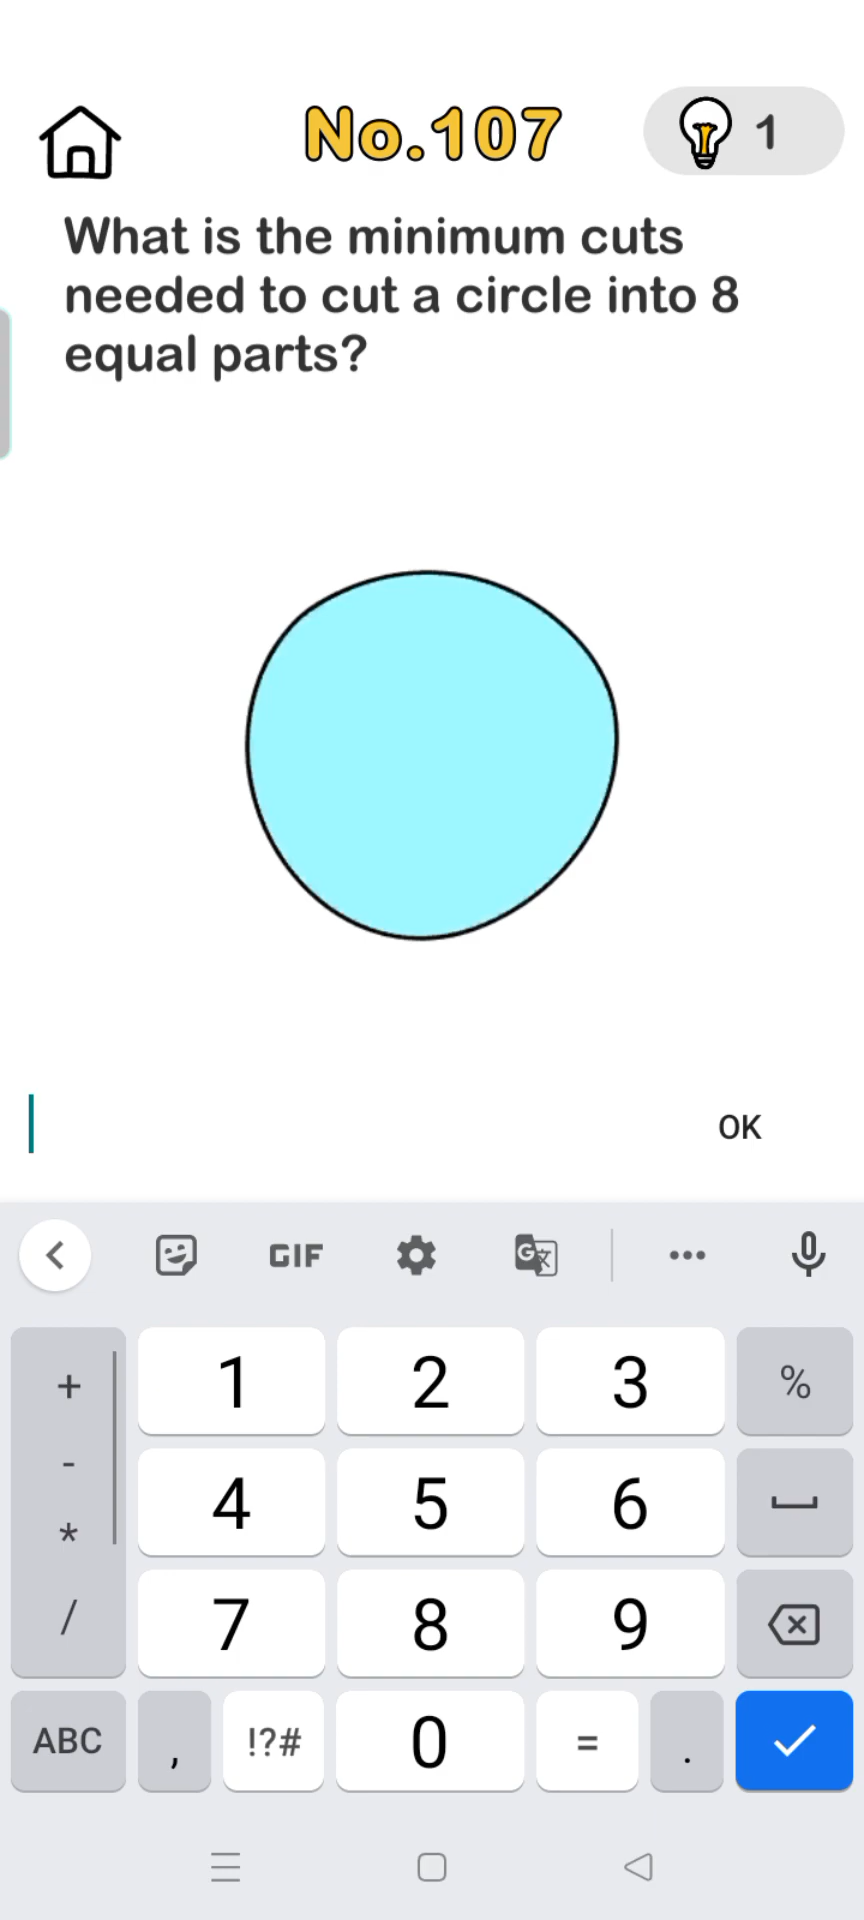 No.107
1
What is the minimum cuts
needed to cut a circle into 8
equal parts?
OK
GIF
G
+ 1 2 3 %
-
* 4 5 6
/ 7 8 9
ABC , !?# 0 = .